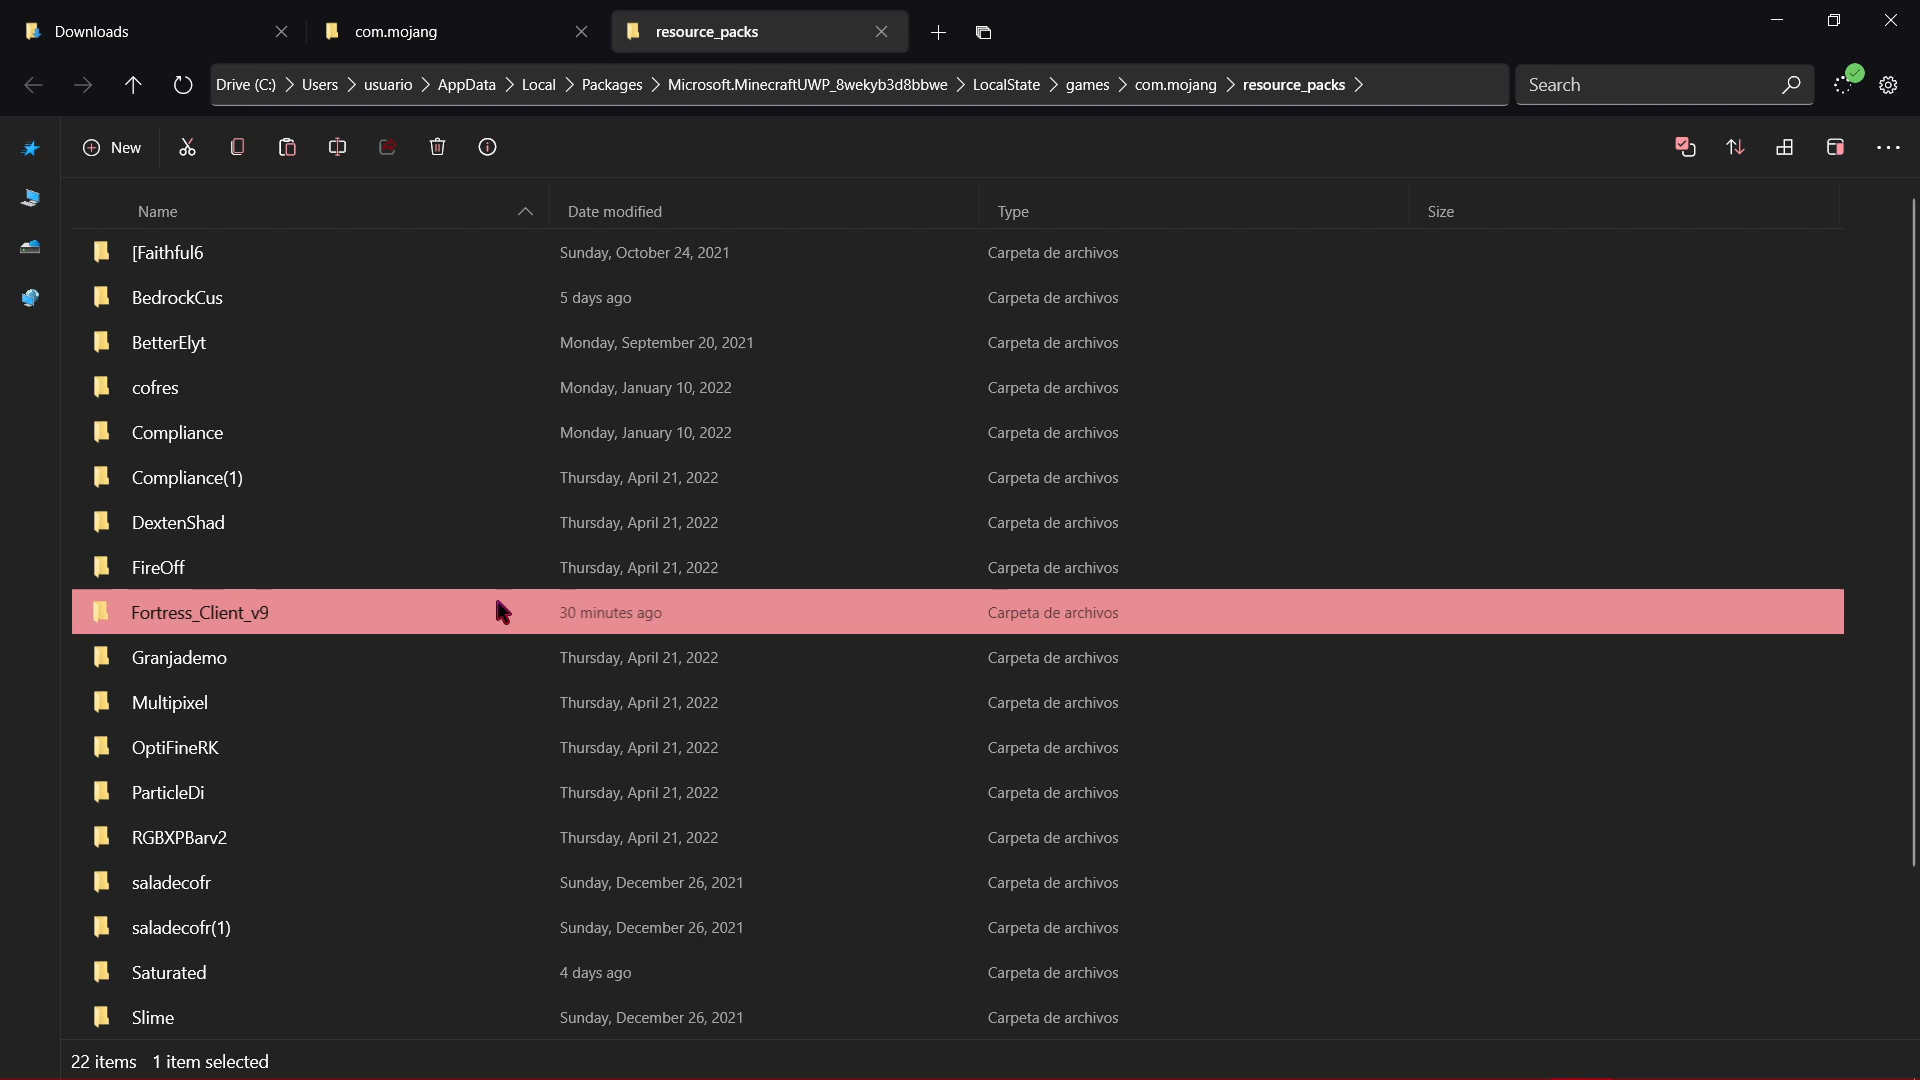 Downloads
com.mojang
resource_packs
Drive (C:) > Users > usuario > AppData > Local > Packages > Microsoft.MinecraftUWP_8wekyb3d8bbwe > LocalState > games > com.mojang > resource_packs >
Search
New
Name Date modified Type Size
[Faithful6 Sunday, October 24, 2021 Carpeta de archivos
BedrockCus 5 days ago Carpeta de archivos
BetterElyt Monday, September 20, 2021 Carpeta de archivos
cofres Monday, January 10, 2022 Carpeta de archivos
Compliance Monday, January 10, 2022 Carpeta de archivos
Compliance(1) Thursday, April 21, 2022 Carpeta de archivos
DextenShad Thursday, April 21, 2022 Carpeta de archivos
FireOff Thursday, April 21, 2022 Carpeta de archivos
Fortress_Client_v9 30 minutes ago Carpeta de archivos
Granjademo Thursday, April 21, 2022 Carpeta de archivos
Multipixel Thursday, April 21, 2022 Carpeta de archivos
OptiFineRK Thursday, April 21, 2022 Carpeta de archivos
ParticleDi Thursday, April 21, 2022 Carpeta de archivos
RGBXPBarv2 Thursday, April 21, 2022 Carpeta de archivos
saladecofr Sunday, December 26, 2021 Carpeta de archivos
saladecofr(1) Sunday, December 26, 2021 Carpeta de archivos
Saturated 4 days ago Carpeta de archivos
Slime Sunday, December 26, 2021 Carpeta de archivos
22 items 1 item selected